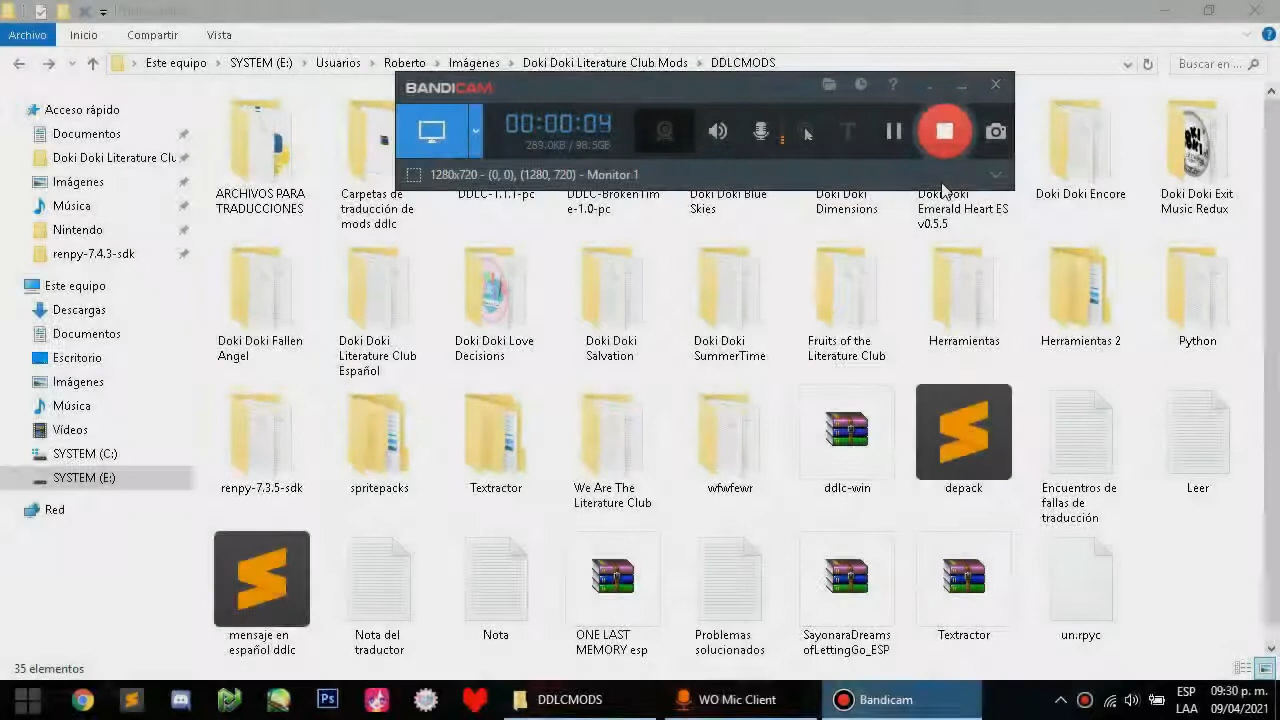 Archivo
Inicio
Compartir
Vista
Este equipo
SYSTEM (E:)
Usuarios
Roberto
Imágenes
Doki Doki Literature Club Mods
DDLCMODS
Buscar en ...
BANDICAM
00:00:04
289.0KB / 98.5GB
1280x720 - (0, 0), (1280, 720) - Monitor 1
Acceso rápido
Documentos
Doki Doki Literature Clu
Imágenes
Música
Nintendo
renpy-7.4.3-sdk
Este equipo
Descargas
Documentos
Escritorio
Imágenes
Música
Vídeos
SYSTEM (C:)
SYSTEM (E:)
Red
ARCHIVOS PARA
TRADUCCIONES
Carpetas de
traducción de
mods ddlc
DDLC-1.1.1-pc
DDLC-BrokenTim
e-1.0-pc
Doki Doki Blue
Skies
Doki Doki
Dimensions
Doki Doki
Emerald Heart ES
v0.5.5
Doki Doki Encore
Doki Doki Exit
Music Redux
Doki Doki Fallen
Angel
Doki Doki
Literature Club
Español
Doki Doki Love
Decisions
Doki Doki
Salvation
Doki Doki
SummerTime
Fruits of the
Literature Club
Herramientas
Herramientas 2
Python
renpy-7.3.5-sdk
spritepacks
Textractor
We Are The
Literature Club
wfwfewr
ddlc-win
depack
Encuentros de
fallas de
traducción
Leer
mensaje en
español ddlc
Nota del
traductor
Nota
ONE LAST
MEMORY esp
Problemas
solucionados
SayonaraDreams
ofLettingGo_ESP
Textractor
un.rpyc
35 elementos
DDLCMODS
WO Mic Client
Bandicam
ESP
LAA
09:30 p. m.
09/04/2021